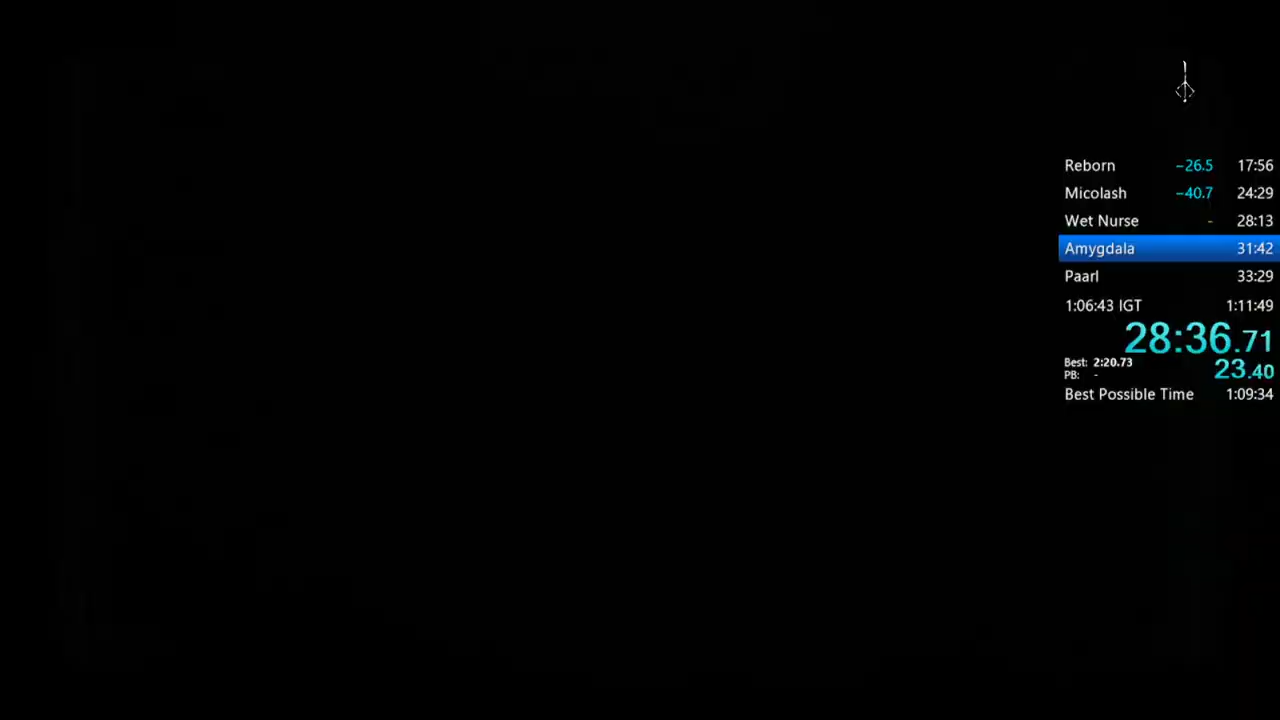 Reborn -26.5 17:56
Micolash -40.7 24:29
Wet Nurse - 28:13
Amygdala 31:42
Paarl 33:29
1:06:43 IGT 1:11:49
28:36.71
Best: 2:20.73
PB: - 23.40
Best Possible Time 1:09:34